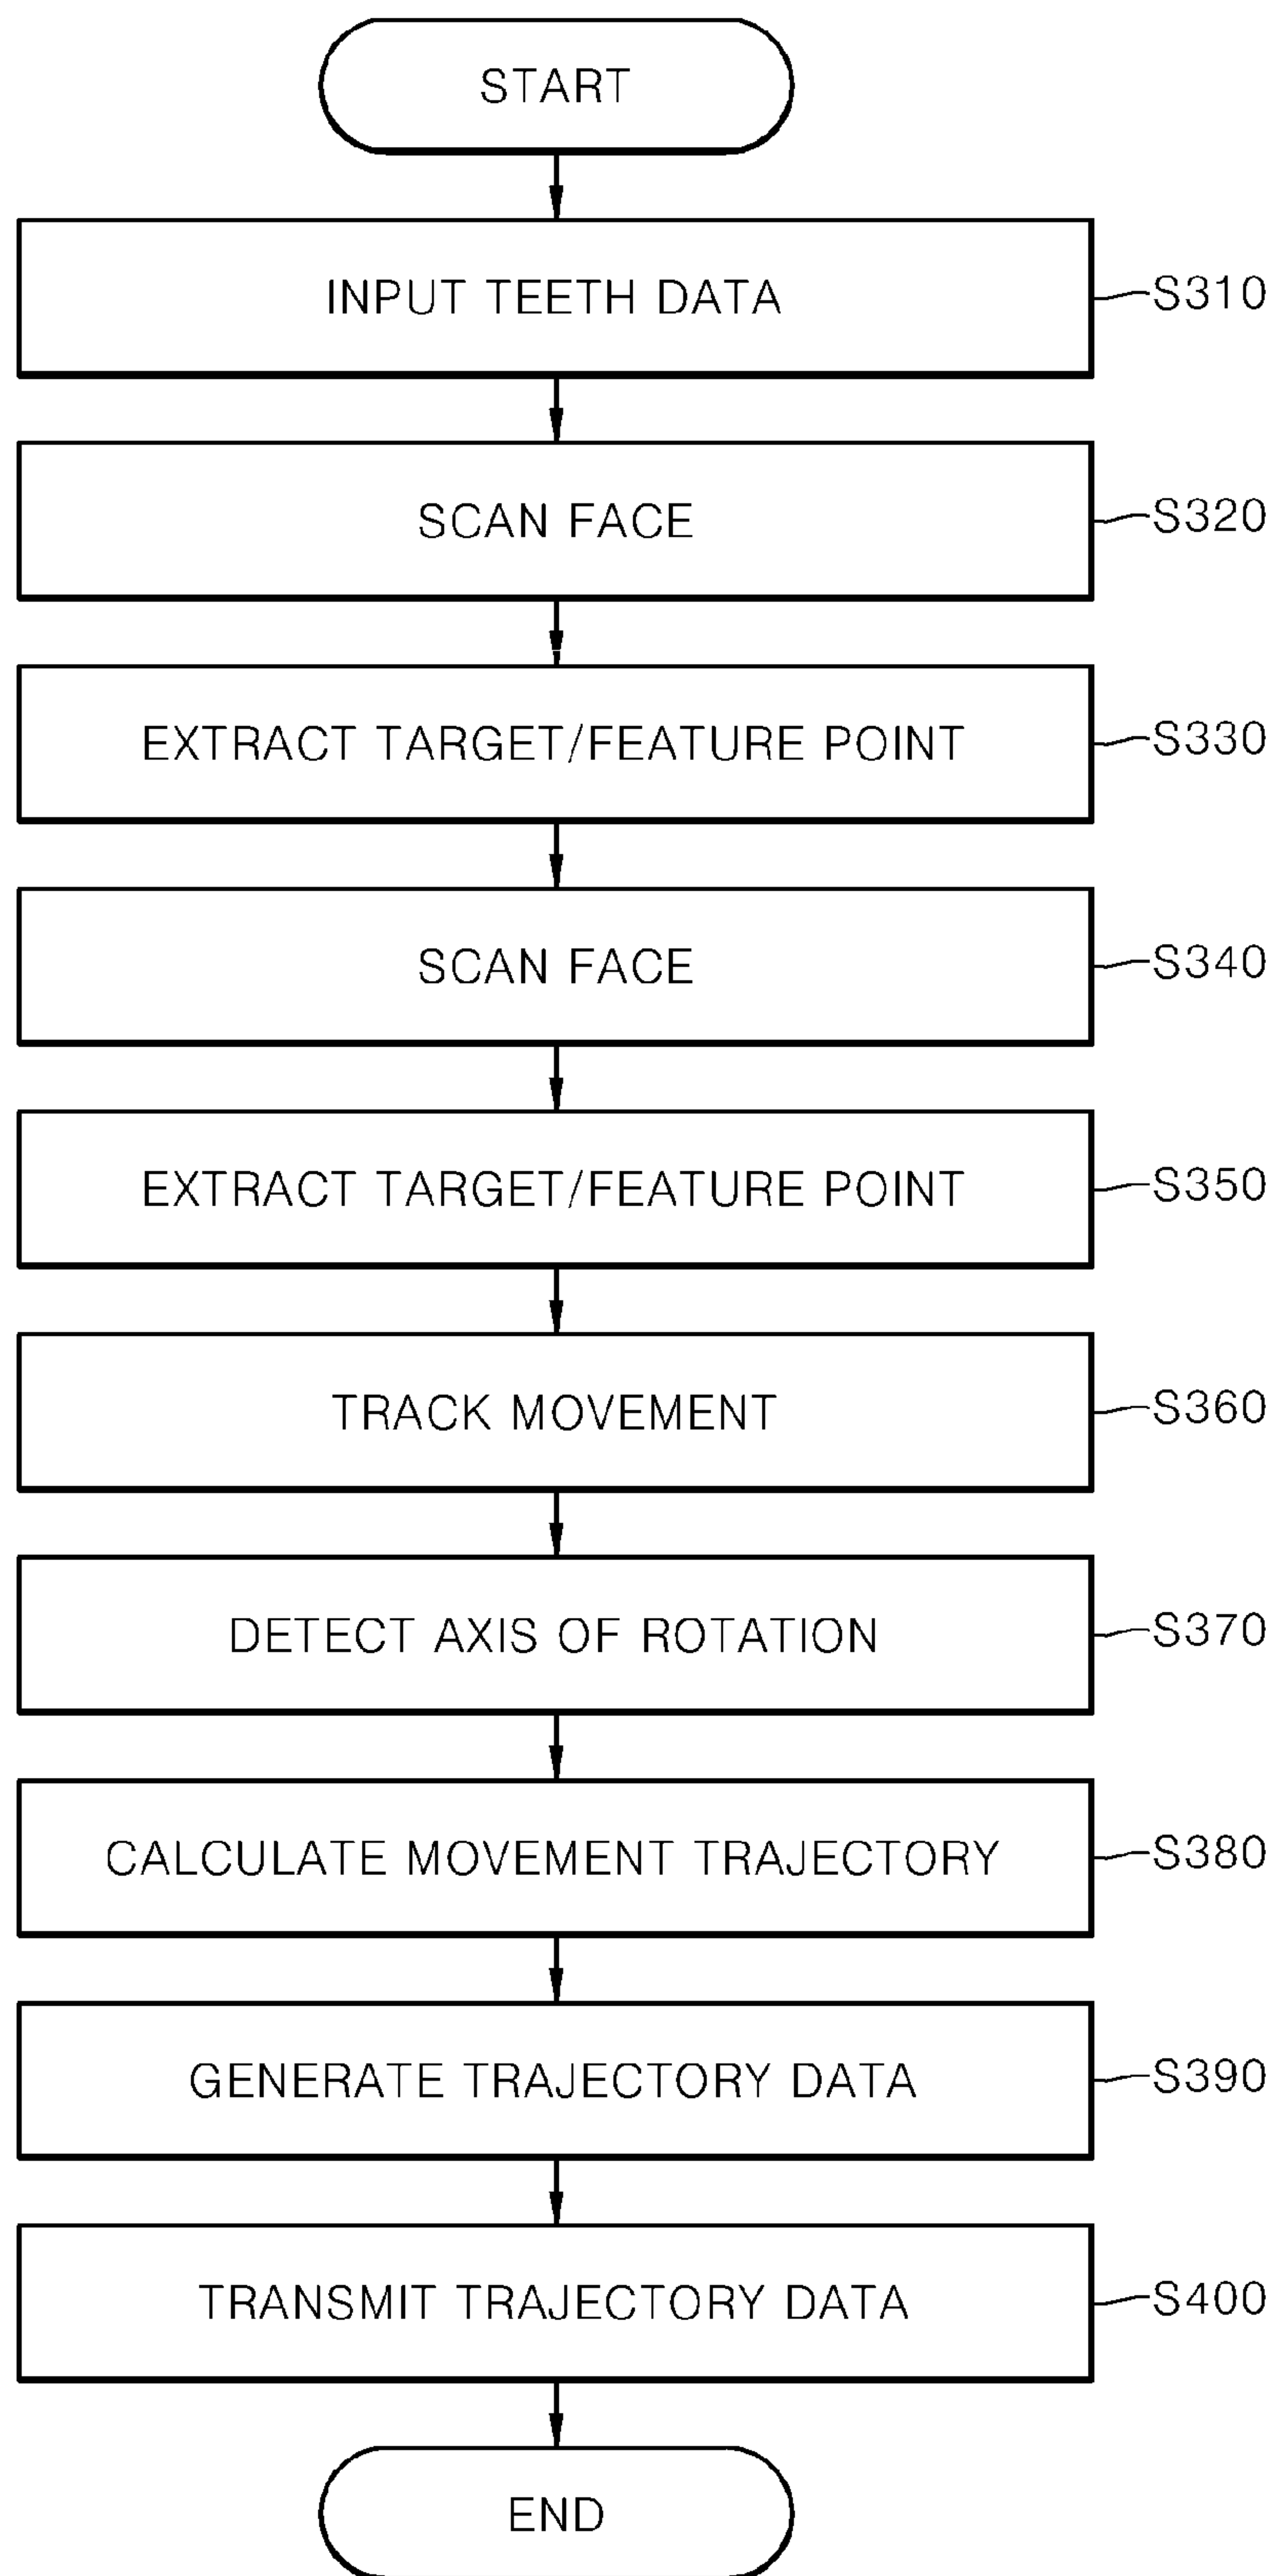 START
INPUT TEETH DATA
S310
SCAN FACE
S320
EXTRACT TARGET/FEATURE POINT
S330
SCAN FACE
S340
EXTRACT TARGET/FEATURE POINT
S350
TRACK MOVEMENT
S360
DETECT AXIS OF ROTATION
S370
CALCULATE MOVEMENT TRAJECTORY
S380
GENERATE TRAJECTORY DATA
S390
TRANSMIT TRAJECTORY DATA
S400
END